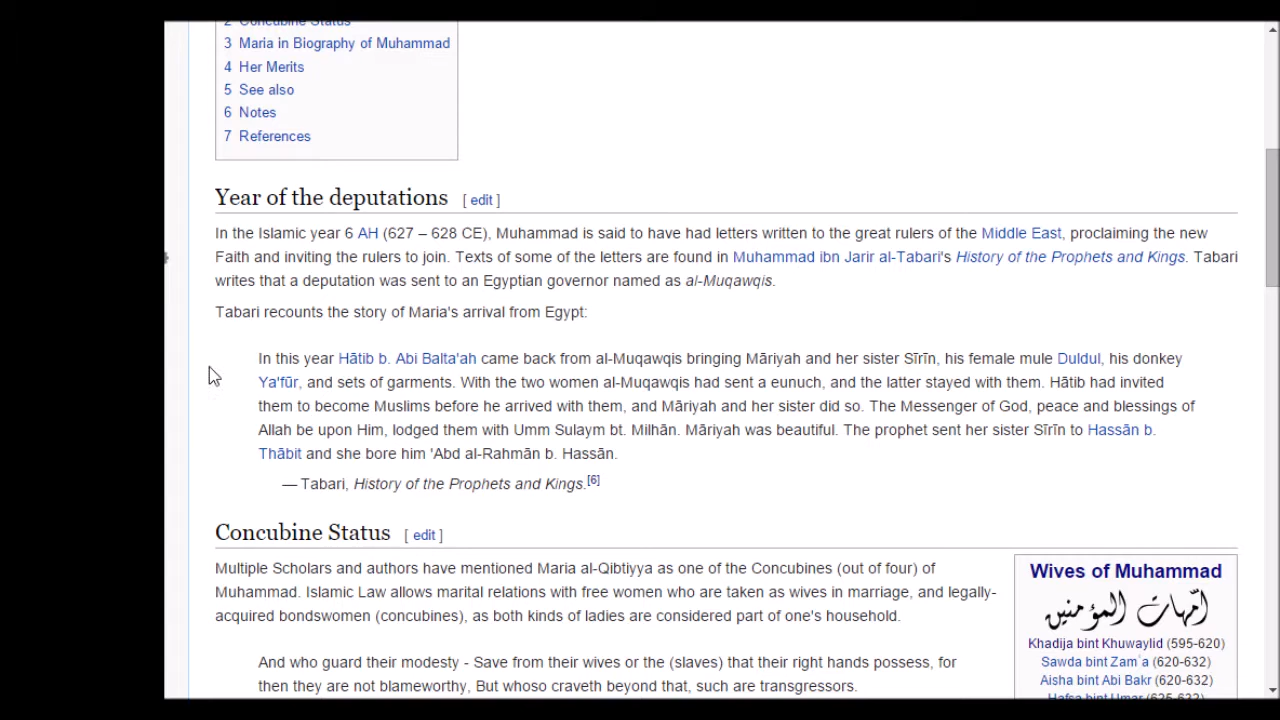 2 Concubine Status
3 Maria in Biography of Muhammad
4 Her Merits
5 See also
6 Notes
7 References
Year of the deputations [ edit ]
In the Islamic year 6 AH (627 – 628 CE), Muhammad is said to have had letters written to the great rulers of the Middle East, proclaiming the new
Faith and inviting the rulers to join. Texts of some of the letters are found in Muhammad ibn Jarir al-Tabari's History of the Prophets and Kings. Tabari
writes that a deputation was sent to an Egyptian governor named as al-Muqawqis.
Tabari recounts the story of Maria's arrival from Egypt:
In this year Hātib b. Abi Balta'ah came back from al-Muqawqis bringing Māriyah and her sister Sīrīn, his female mule Duldul, his donkey
Ya'fūr, and sets of garments. With the two women al-Muqawqis had sent a eunuch, and the latter stayed with them. Hātib had invited
them to become Muslims before he arrived with them, and Māriyah and her sister did so. The Messenger of God, peace and blessings of
Allah be upon Him, lodged them with Umm Sulaym bt. Milhān. Māriyah was beautiful. The prophet sent her sister Sīrīn to Hassān b.
Thābit and she bore him 'Abd al-Rahmān b. Hassān.
— Tabari, History of the Prophets and Kings.[6]
Concubine Status [ edit ]
Multiple Scholars and authors have mentioned Maria al-Qibtiyya as one of the Concubines (out of four) of
Muhammad. Islamic Law allows marital relations with free women who are taken as wives in marriage, and legally-
acquired bondswomen (concubines), as both kinds of ladies are considered part of one's household.
And who guard their modesty - Save from their wives or the (slaves) that their right hands possess, for
then they are not blameworthy, But whoso craveth beyond that, such are transgressors.
Wives of Muhammad
امّهات المؤمنين
Khadija bint Khuwaylid (595-620)
Sawda bint Zamʿa (620-632)
Aisha bint Abi Bakr (620-632)
Hafsa bint Umar (625-632)